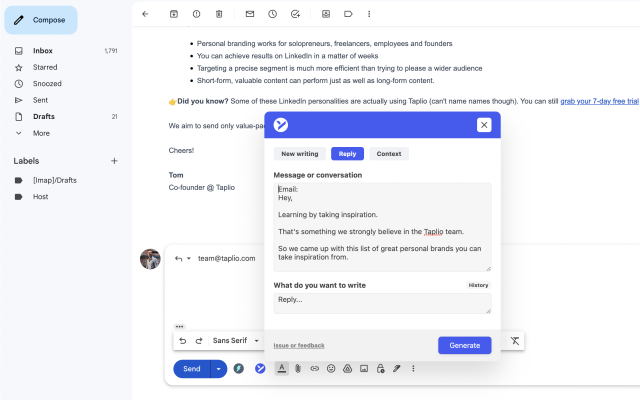 Compose
Inbox 1,791
Starred
Snoozed
Sent
Drafts 21
More
Labels +
[Imap]/Drafts
Host
Personal branding works for solopreneurs, freelancers, employees and founders
You can achieve results on LinkedIn in a matter of weeks
Targeting a precise segment is much more efficient than trying to please a wider audience
Short-form, valuable content can perform just as well as long-form content.
👉Did you know? Some of these LinkedIn personalities are actually using Taplio (can't name names though). You can still grab your 7-day free trial
We aim to send only value-pac
Cheers!
Tom
Co-founder @ Taplio
team@taplio.com
New writing Reply Context
Message or conversation
Email:
Hey,
Learning by taking inspiration.
That's something we strongly believe in the Taplio team.
So we came up with this list of great personal brands you can
take inspiration from.
What do you want to write History
Reply...
Issue or feedback Generate
Sans Serif
Send